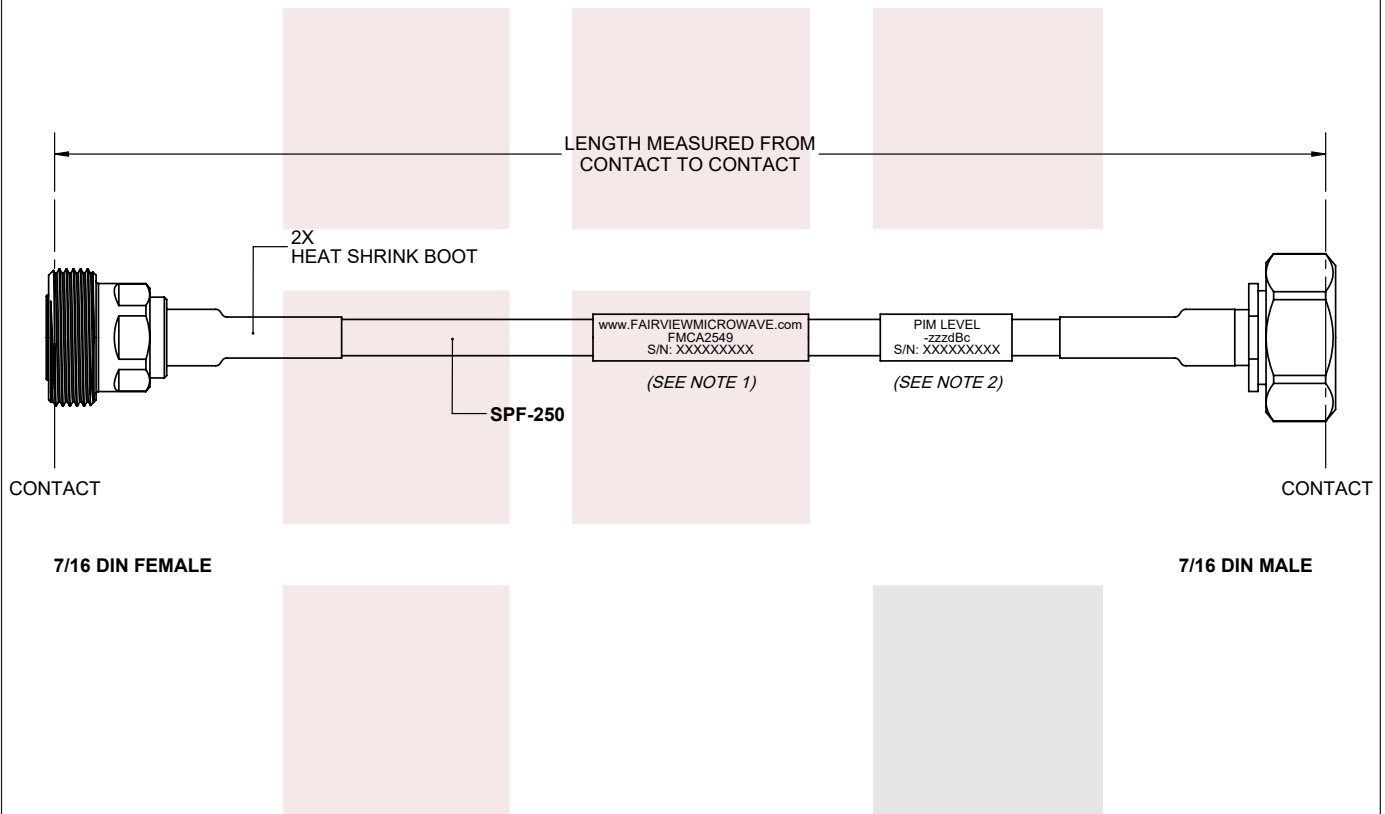 LENGTH MEASURED FROM
CONTACT TO CONTACT
2X
HEAT SHRINK BOOT
www.FAIRVIEWMICROWAVE.com
FMCA2549
S/N: XXXXXXXXX
PIM LEVEL
-zzzdBc
S/N: XXXXXXXXX
(SEE NOTE 1)
(SEE NOTE 2)
SPF-250
CONTACT
CONTACT
7/16 DIN FEMALE
7/16 DIN MALE